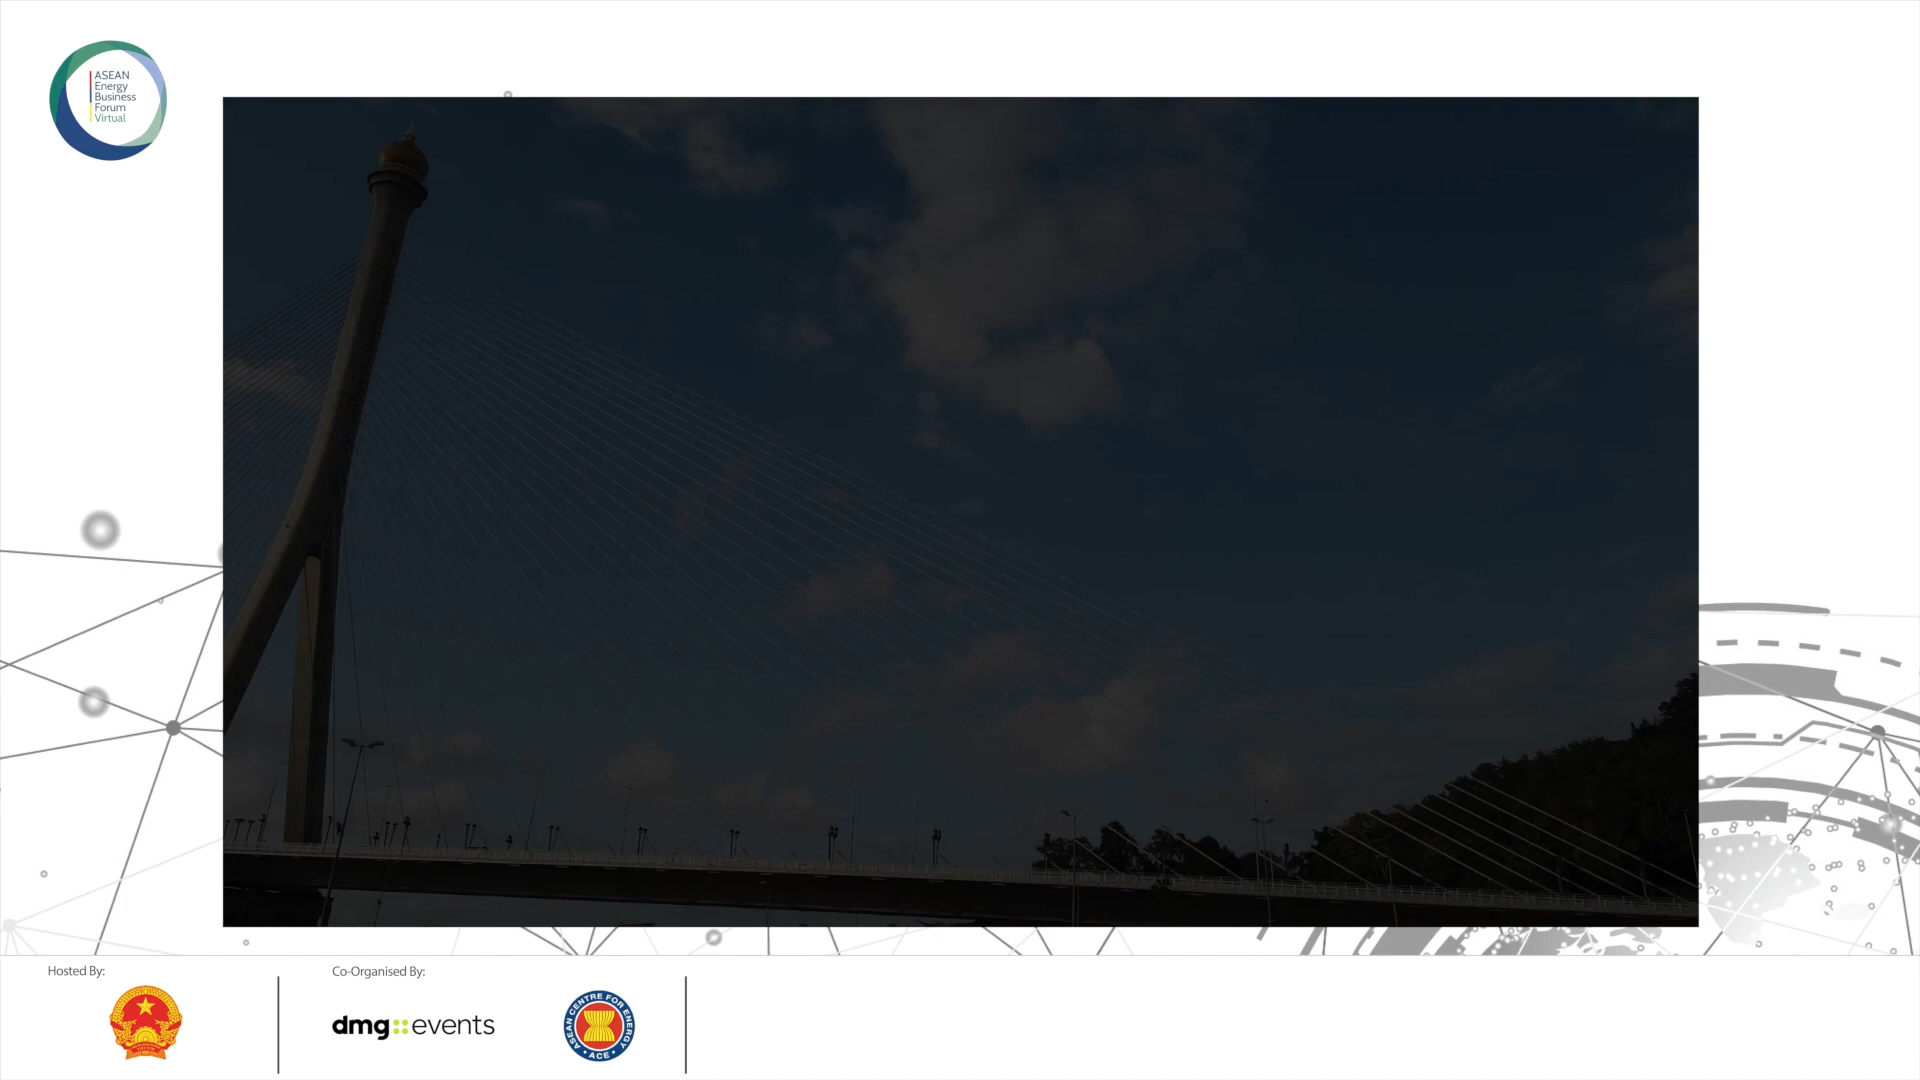 ASEAN
Energy
Business
Forum
Virtual
Hosted By:
Co-Organised By:
dmg::events
ASEAN CENTRE FOR ENERGY
• ACE •